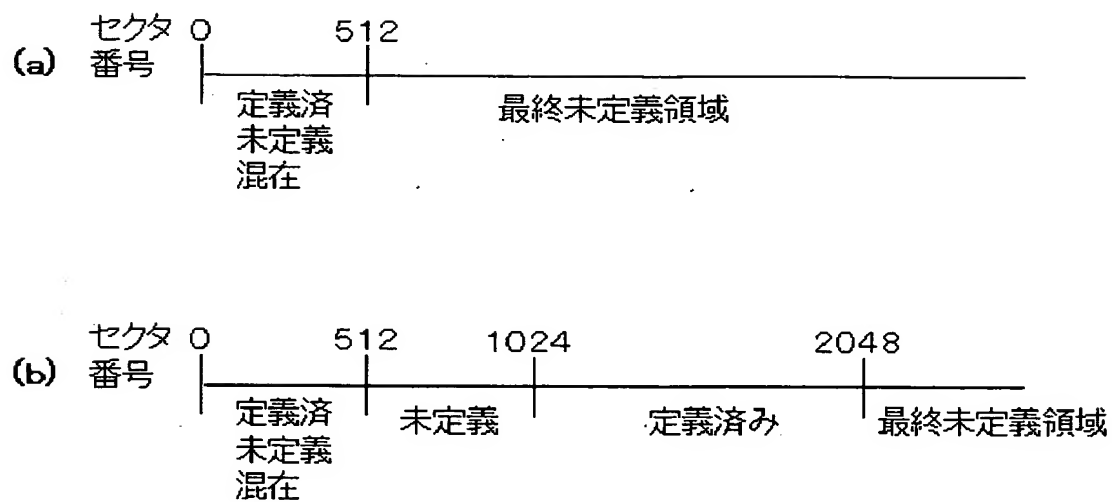 セクタ 0 512
(a) 番号
定義済 最終未定義領域
未定義
混在
セクタ 0 512 1024 2048
(b) 番号
定義済 未定義 定義済み 最終未定義領域
未定義
混在